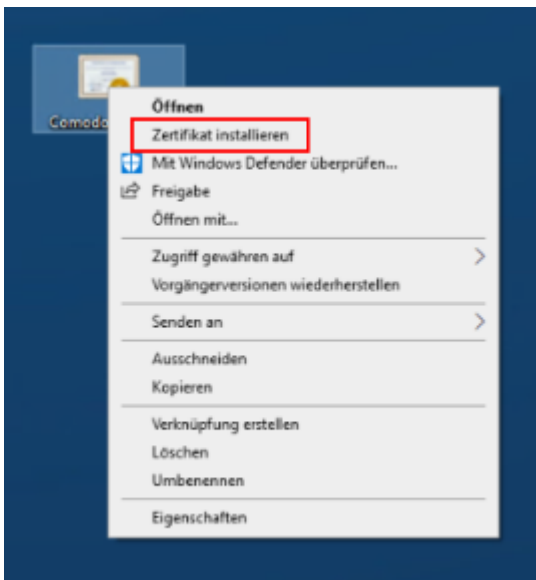 Comodo
Öffnen
Zertifikat installieren
Mit Windows Defender überprüfen...
Freigabe
Öffnen mit...
Zugriff gewähren auf
Vorgängerversionen wiederherstellen
Senden an
Ausschneiden
Kopieren
Verknüpfung erstellen
Löschen
Umbenennen
Eigenschaften